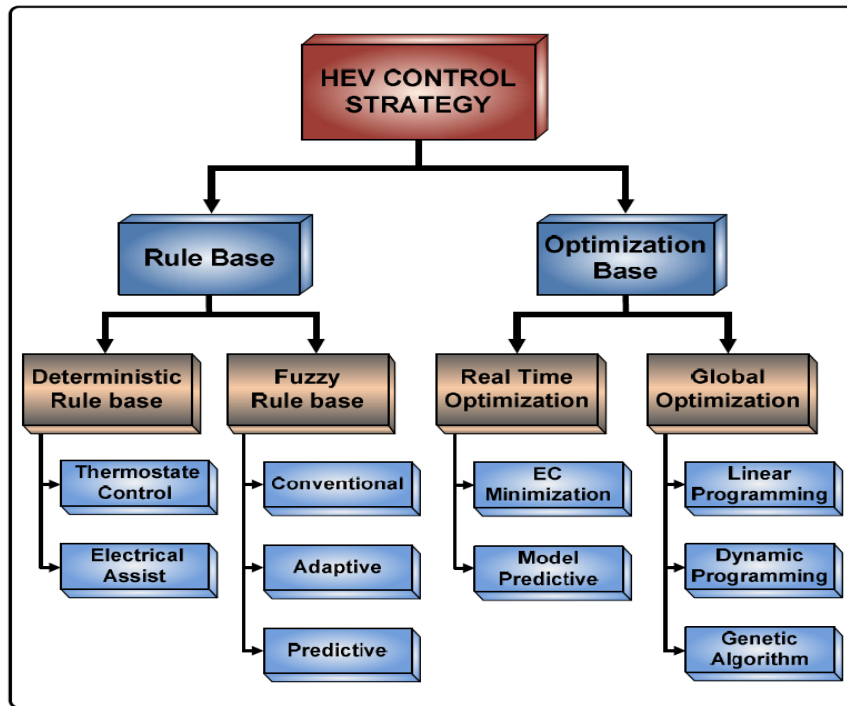 HEV CONTROL
STRATEGY
Rule Base
Optimization
Base
Deterministic
Rule base
Fuzzy
Rule base
Real Time
Optimization
Global
Optimization
Thermostate
Control
Electrical
Assist
Conventional
Adaptive
Predictive
EC
Minimization
Model
Predictive
Linear
Programming
Dynamic
Programming
Genetic
Algorithm